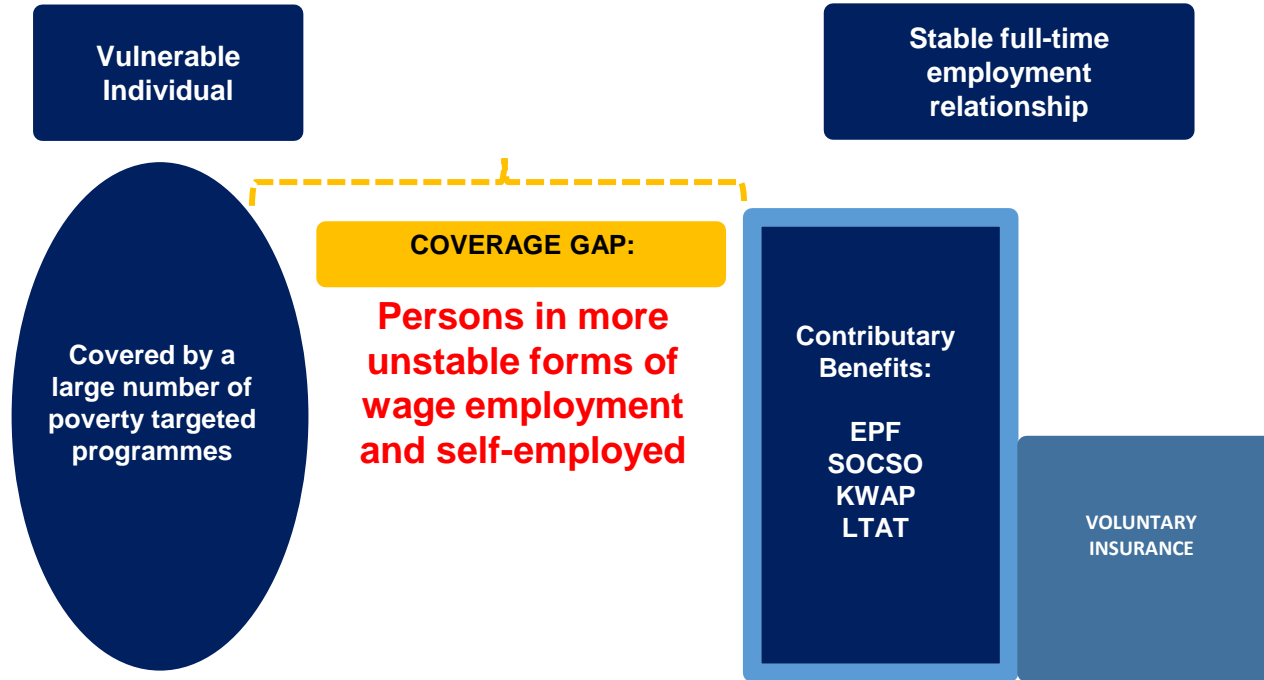 Vulnerable
Individual
Stable full-time
employment
relationship
COVERAGE GAP:
Persons in more
unstable forms of
wage employment
and self-employed
Covered by a
large number of
poverty targeted
programmes
Contributary
Benefits:
EPF
SOCSO
KWAP
LTAT
VOLUNTARY
INSURANCE